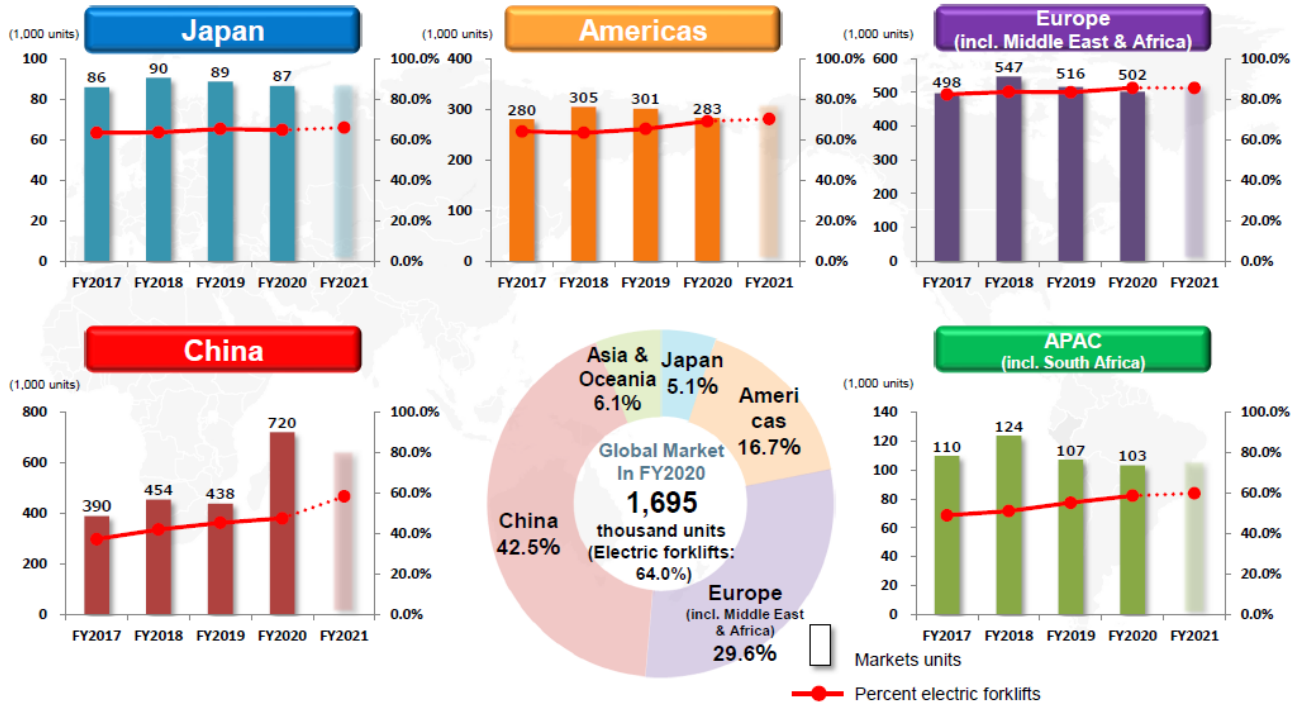 Japan
(1,000 units)
100
80
60
40
20
0
86
90
89
87
100.0%
80.0%
60.0%
40.0%
20.0%
0.0%
FY2017 FY2018 FY2019 FY2020 FY2021
Americas
(1,000 units)
400
300
200
100
0
280
305
301
283
100.0%
80.0%
60.0%
40.0%
20.0%
0.0%
FY2017 FY2018 FY2019 FY2020 FY2021
Europe
(incl. Middle East & Africa)
(1,000 units)
600
500
400
300
200
100
0
498
547
516
502
100.0%
80.0%
60.0%
40.0%
20.0%
0.0%
FY2017 FY2018 FY2019 FY2020 FY2021
China
(1,000 units)
800
600
400
200
0
390
454
438
720
100.0%
80.0%
60.0%
40.0%
20.0%
0.0%
FY2017 FY2018 FY2019 FY2020 FY2021
Asia &
Oceania
6.1%
Japan
5.1%
Ameri
cas
16.7%
Global Market
In FY2020
1,695
thousand units
(Electric forklifts:
64.0%)
China
42.5%
Europe
(incl. Middle East
& Africa)
29.6%
APAC
(incl. South Africa)
(1,000 units)
140
120
100
80
60
40
20
0
110
124
107
103
100.0%
80.0%
60.0%
40.0%
20.0%
0.0%
FY2017 FY2018 FY2019 FY2020 FY2021
Markets units
Percent electric forklifts